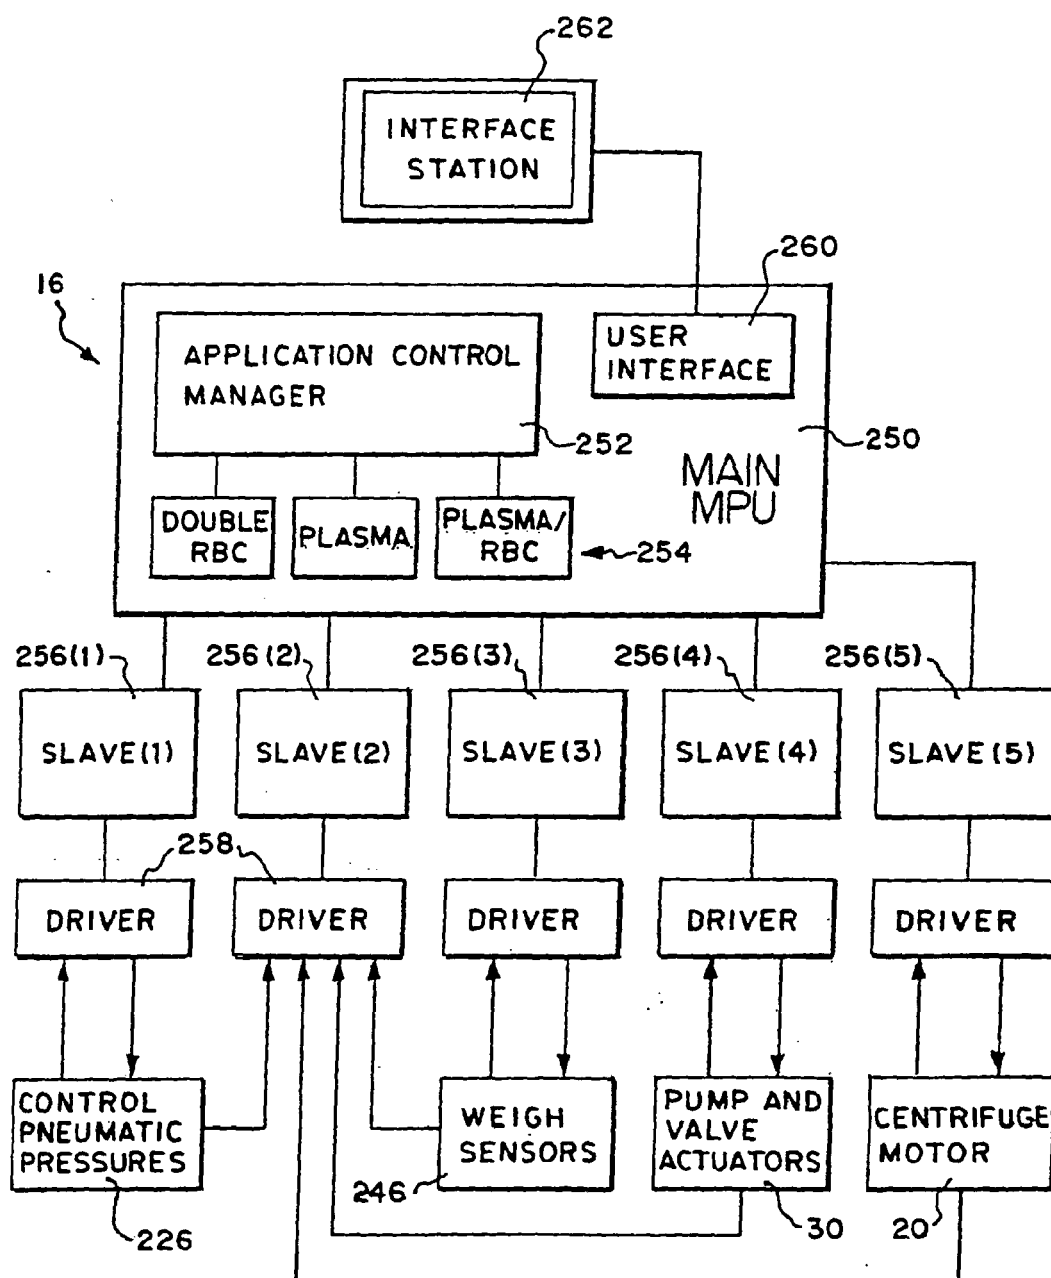 262
INTERFACE
STATION
260
16
APPLICATION CONTROL
MANAGER
USER
INTERFACE
252
250
MAIN
MPU
DOUBLE
RBC
PLASMA
PLASMA/
RBC
254
256(1)
256(2)
256(3)
256(4)
256(5)
SLAVE(1)
SLAVE(2)
SLAVE(3)
SLAVE(4)
SLAVE(5)
258
DRIVER
DRIVER
DRIVER
DRIVER
DRIVER
CONTROL
PNEUMATIC
PRESSURES
WEIGH
SENSORS
PUMP AND
VALVE
ACTUATORS
CENTRIFUGE
MOTOR
226
246
30
20